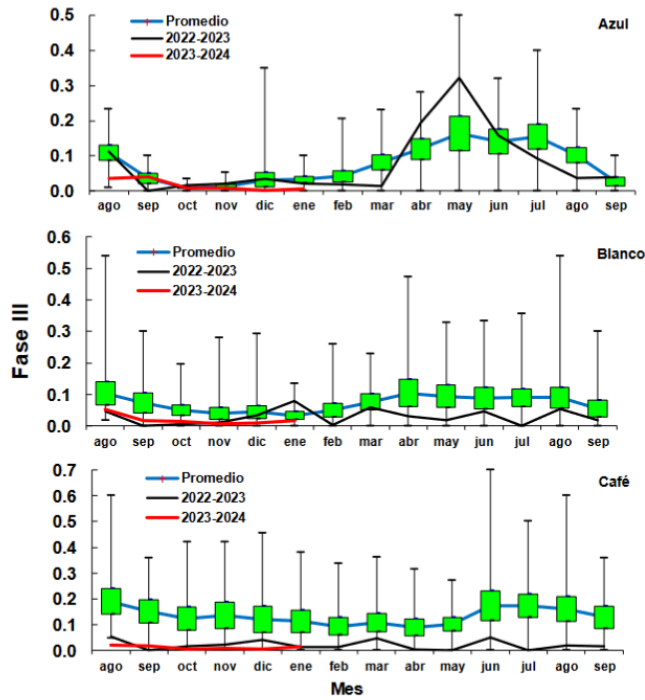 0.5
0.4
0.3
0.2
0.1
0.0
Promedio
2022-2023
2023-2024
Azul
ago sep oct nov dic ene feb mar abr may jun jul ago sep
0.6
0.5
0.4
0.3
0.2
0.1
0.0
Promedio
2022-2023
2023-2024
Blanco
ago sep oct nov dic ene feb mar abr may jun jul ago sep
Fase III
0.7
0.6
0.5
0.4
0.3
0.2
0.1
0.0
Promedio
2022-2023
2023-2024
Café
ago sep oct nov dic ene feb mar abr may jun jul ago sep
Mes